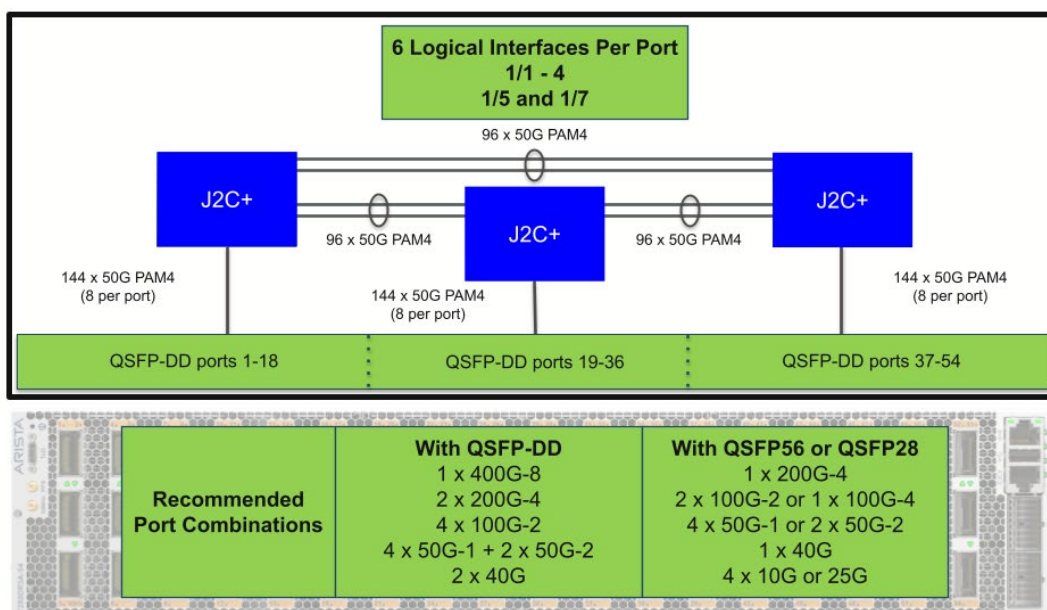 6 Logical Interfaces Per Port
1/1 - 4
1/5 and 1/7
96 x 50G PAM4
J2C+
J2C+
J2C+
96 x 50G PAM4
96 x 50G PAM4
144 x 50G PAM4
(8 per port)
144 x 50G PAM4
(8 per port)
144 x 50G PAM4
(8 per port)
QSFP-DD ports 1-18
QSFP-DD ports 19-36
QSFP-DD ports 37-54
ARISTA
Recommended
Port Combinations
With QSFP-DD
1 x 400G-8
2 x 200G-4
4 x 100G-2
4 x 50G-1 + 2 x 50G-2
2 x 40G
With QSFP56 or QSFP28
1 x 200G-4
2 x 100G-2 or 1 x 100G-4
4 x 50G-1 or 2 x 50G-2
1 x 40G
4 x 10G or 25G